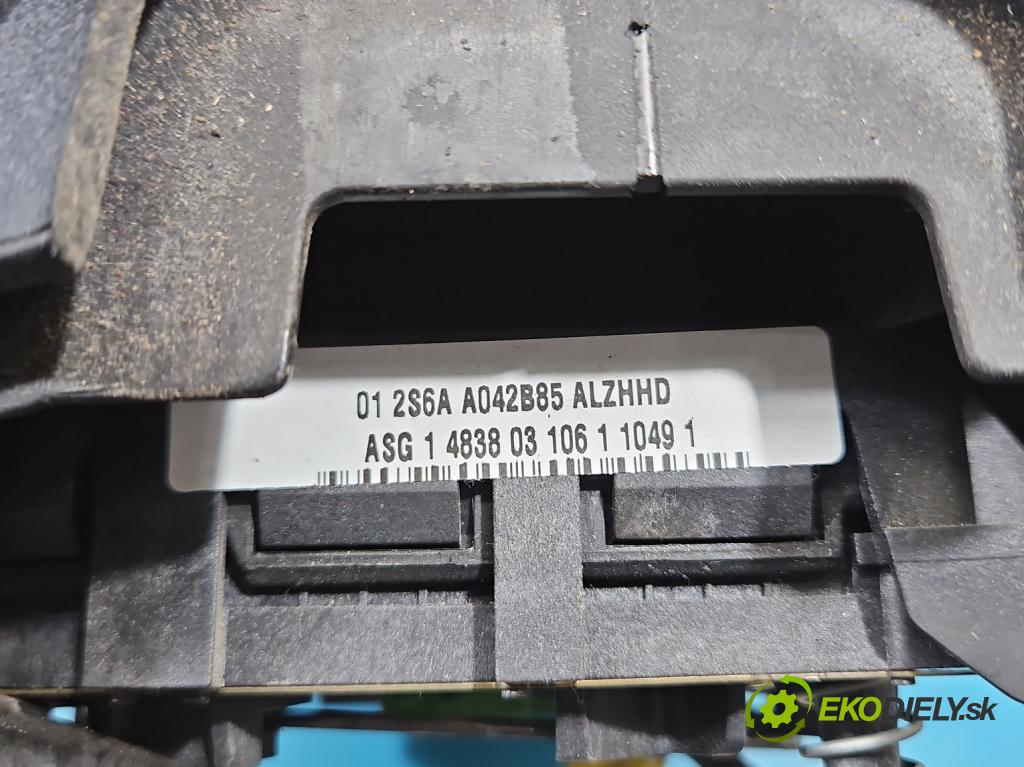 01 2S6A A042B85 ALZHHD
ASG 1 4838 03 106 1 1049 1
EKODIELY.sk